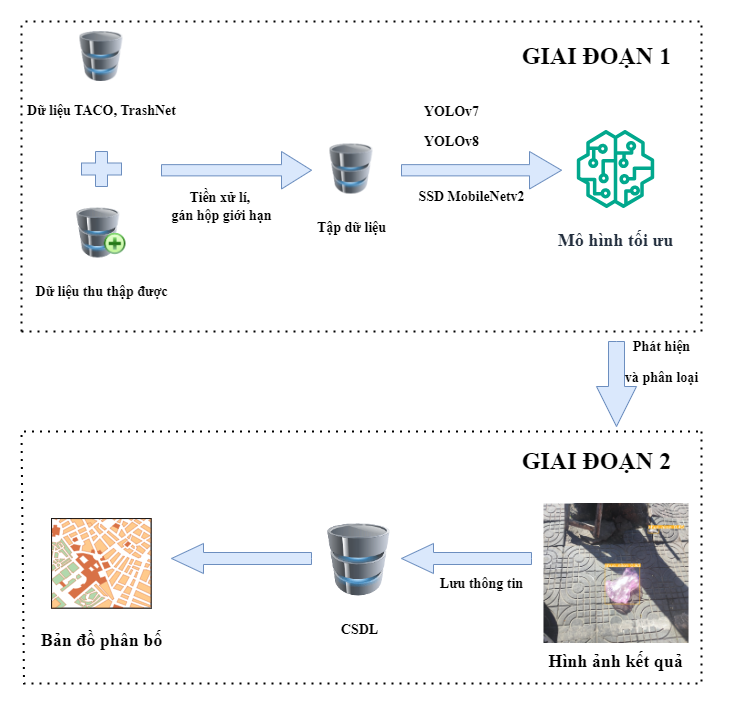 GIAI ĐOẠN 1
Dữ liệu TACO, TrashNet
YOLOv7
YOLOv8
Tiền xử lí,
gán hộp giới hạn
SSD MobileNetv2
Tập dữ liệu
Mô hình tối ưu
Dữ liệu thu thập được
Phát hiện
và phân loại
GIAI ĐOẠN 2
Lưu thông tin
CSDL
Bản đồ phân bố
Hình ảnh kết quả